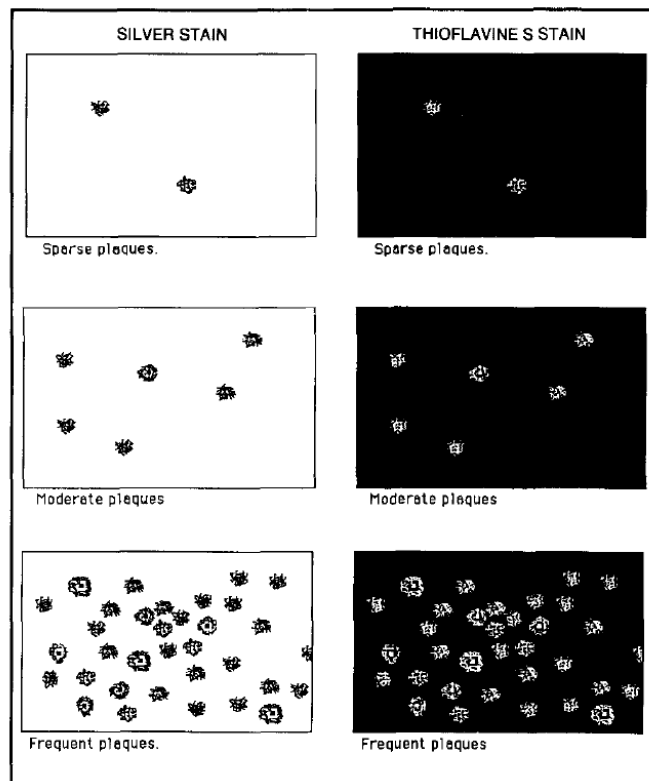 SILVER STAIN
THIOFLAVINE S STAIN
Sparse plaques.
Sparse plaques.
Moderate plaques
Moderate plaques
Frequent plaques.
Frequent plaques